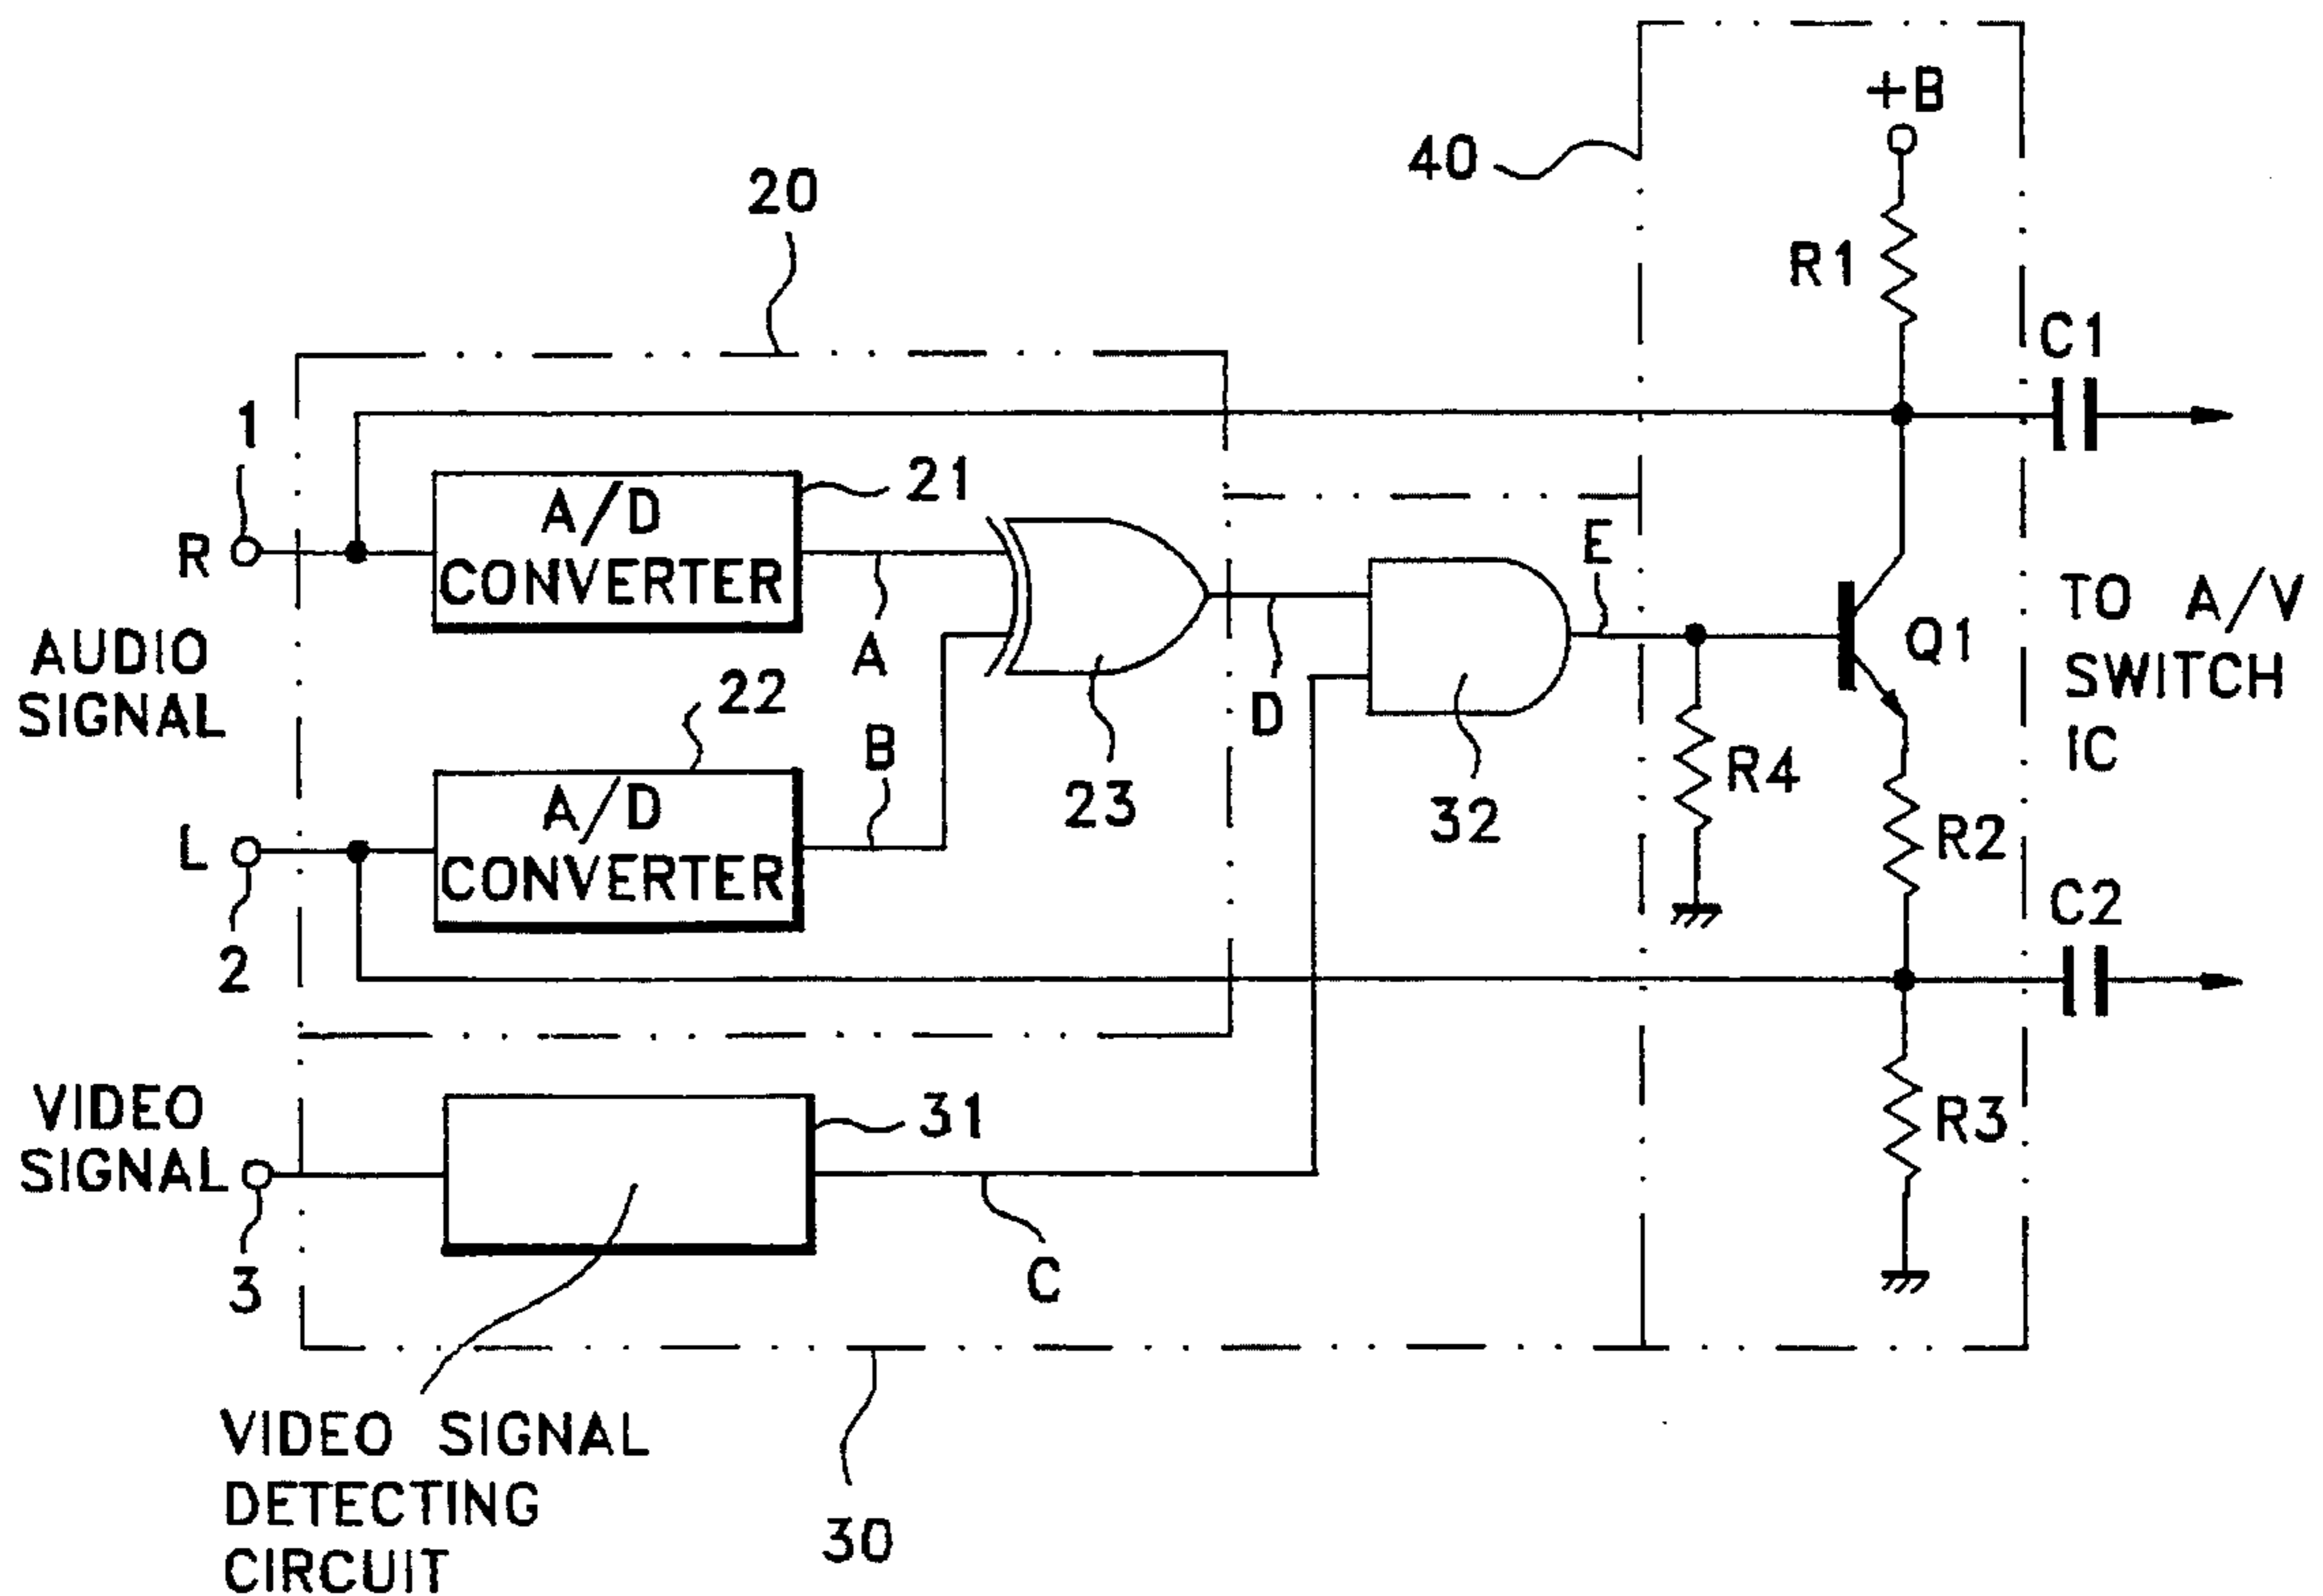 +B
40
20
R1
C1
1
21
A/D
CONVERTER
R
E
AUDIO
SIGNAL
A
22
Q1
TO A/V
SWITCH
IC
D
B
R4
23
32
A/D
CONVERTER
L
R2
C2
2
VIDEO
SIGNAL
31
R3
3
C
VIDEO SIGNAL
DETECTING
CIRCUIT
30